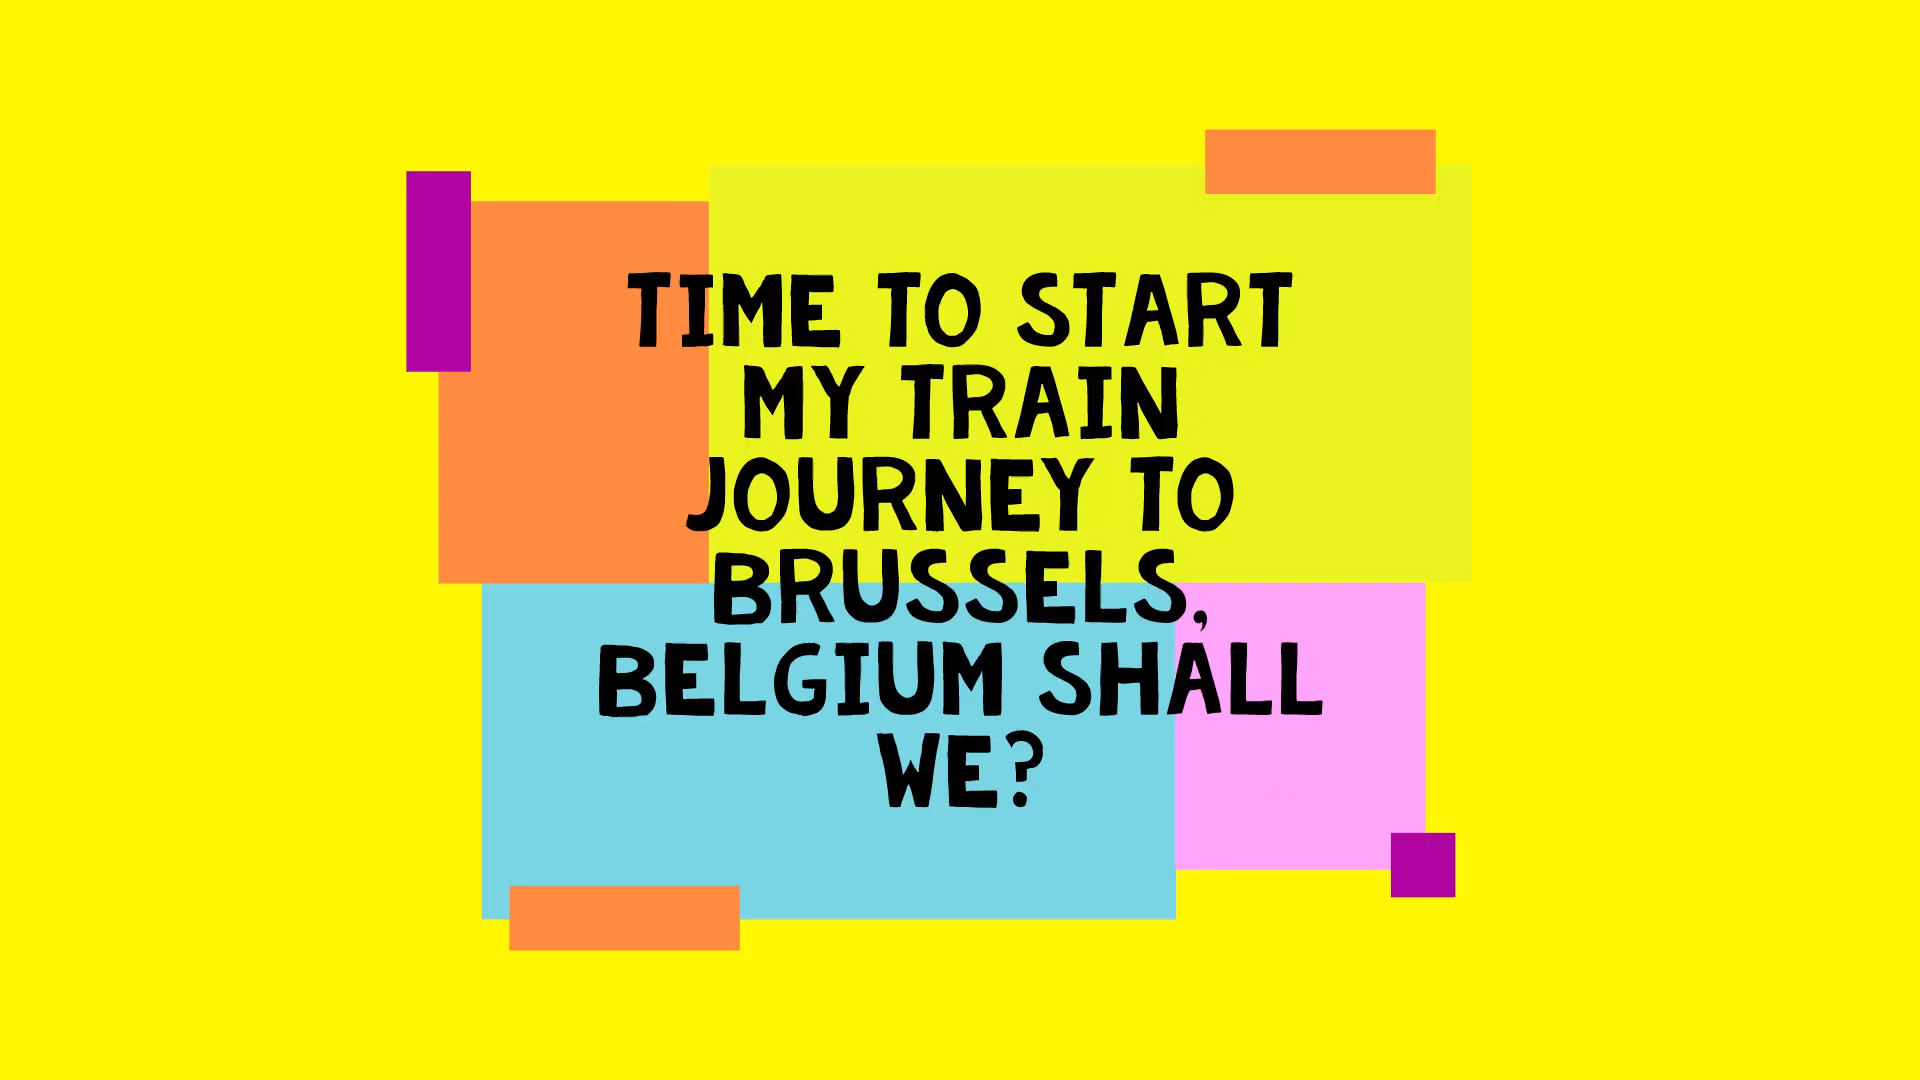 TIME TO START
MY TRAIN
JOURNEY TO
BRUSSELS,
BELGIUM SHALL
WE?